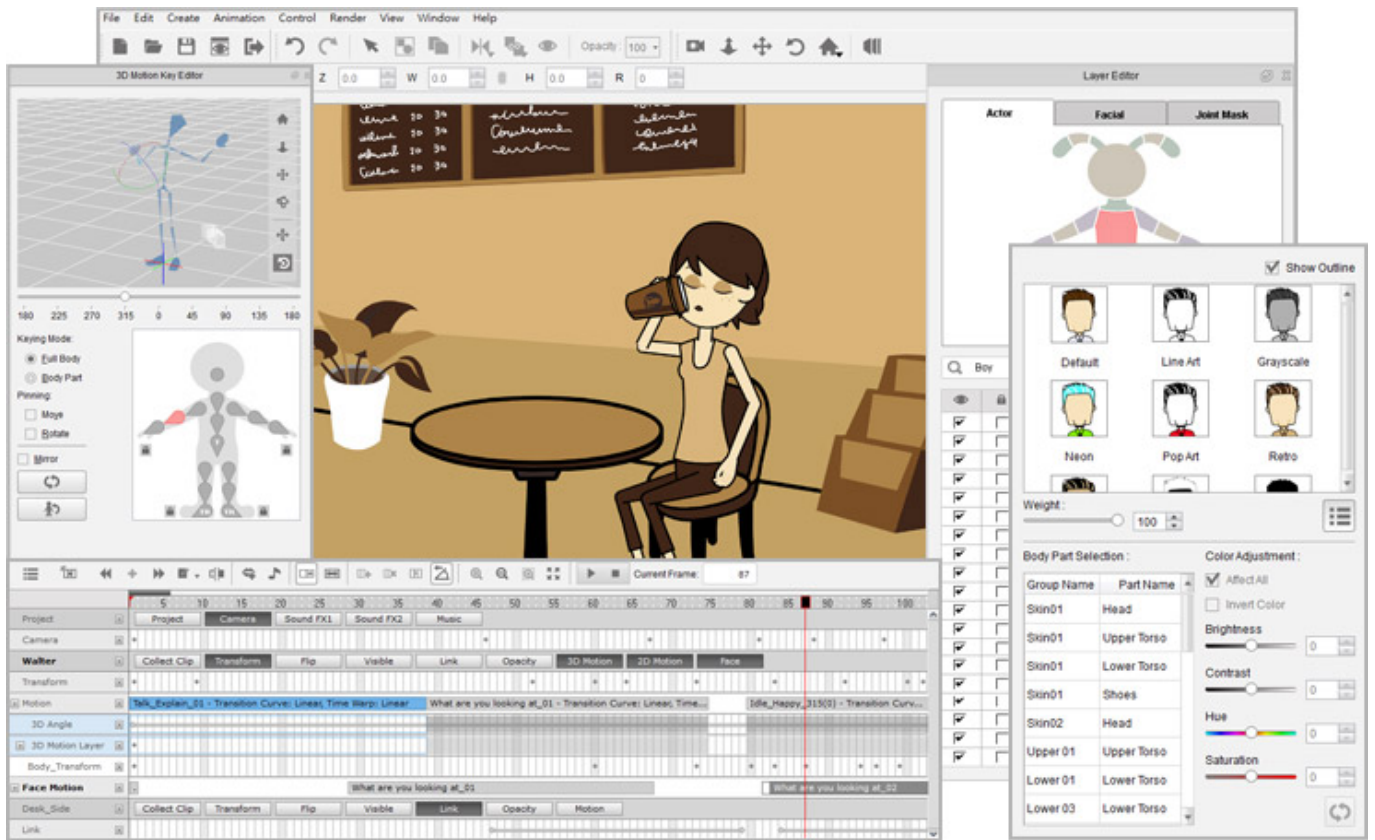 File Edit Create Animation Control Render View Window Help
Opacity: 100
3D Motion Key Editor
Z 0.0 W 0.0 H 0.0 R 0
Layer Editor
Actor Facial Joint Mask
180 225 270 315 0 45 90 135 180
Keying Mode:
Full Body
Body Part
Pinning:
Move
Rotate
Mirror
Boy
Show Outline
Default Line Art Grayscale
Neon Pop Art Retro
Weight:
100
Body Part Selection :
Group Name Part Name
Skin01 Head
Skin01 Upper Torso
Skin01 Lower Torso
Skin01 Shoes
Skin02 Head
Upper 01 Upper Torso
Lower 01 Lower Torso
Lower 03 Lower Torso
Color Adjustment :
Affect All
Invert Color
Brightness
0
Contrast
0
Hue
0
Saturation
0
Current Frame: 87
5 10 15 20 25 30 35 40 45 50 55 60 65 70 75 80 85 90 95 100
Project Project Camera Sound FX1 Sound FX2 Music
Camera
Walter Collect Clip Transform Flip Visible Link Opacity 3D Motion 2D Motion Face
Transform
Motion Talk_Explain_01 - Transition Curve: Linear, Time Warp: Linear What are you looking at_01 - Transition Curve: Linear, Time... Idle_Happy_315(0) - Transition Curv...
3D Angle
3D Motion Layer
Body_Transform
Face Motion What are you looking at_01 What are you looking at_02
Desk_Side Collect Clip Transform Flip Visible Link Opacity Motion
Link